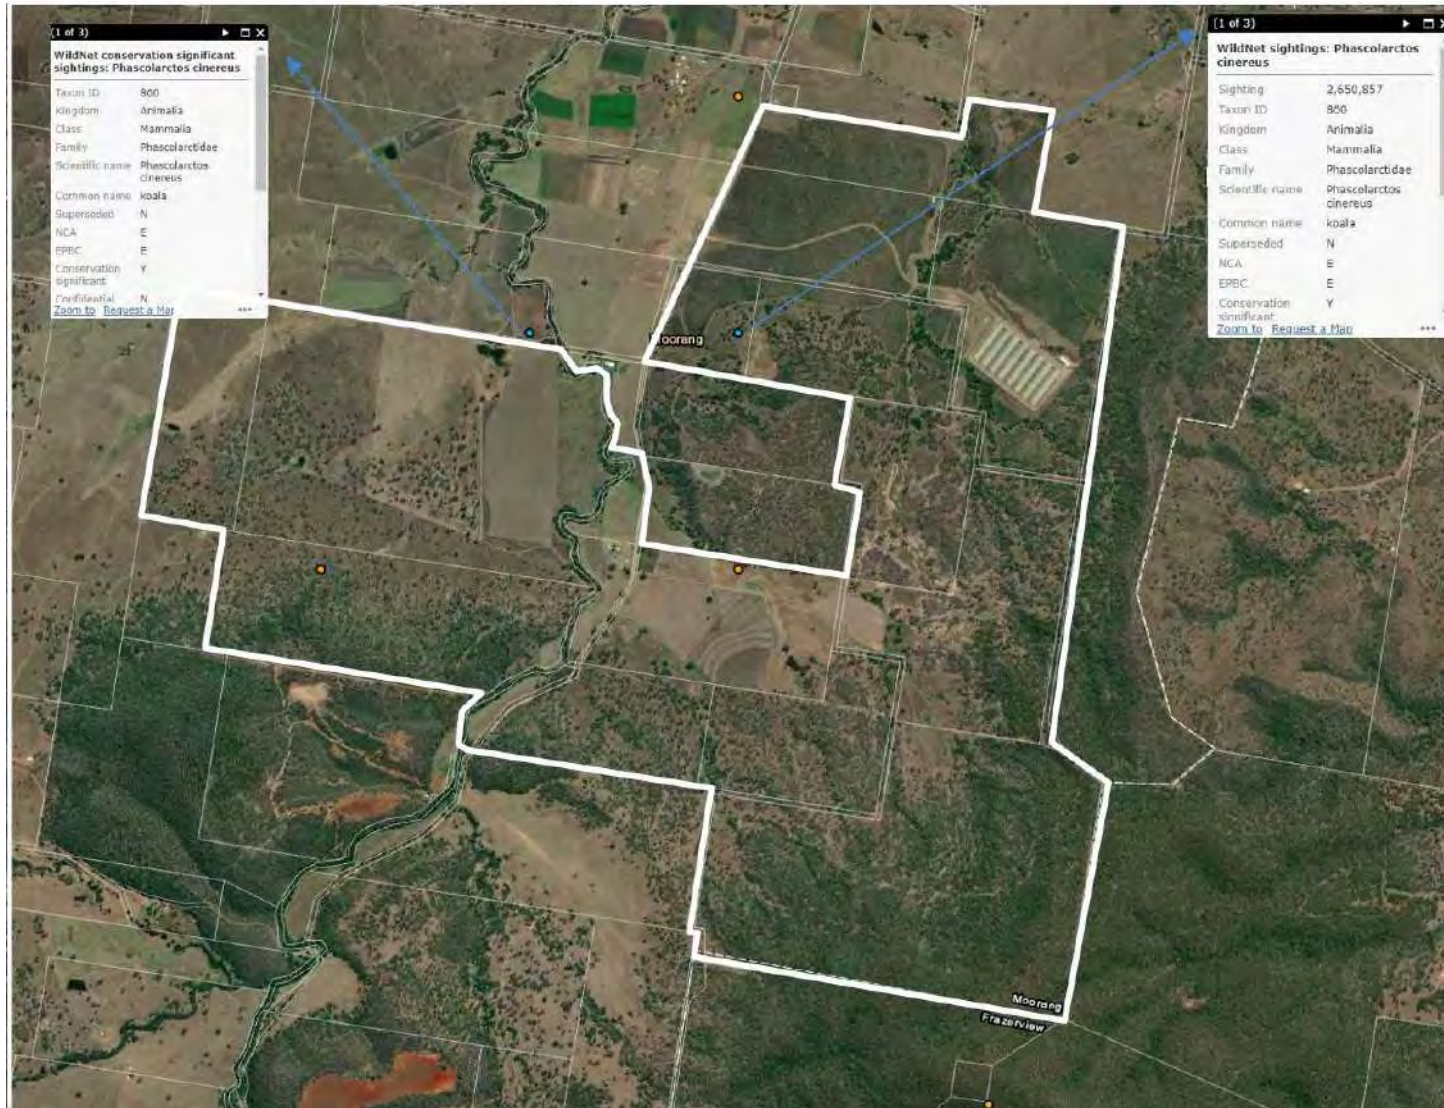 (1 of 3)
WildNet conservation significant
sightings: Phascolarctos cinereus
Taxon ID 860
Kingdom Animalia
Class Mammalia
Family Phascolarctidae
Scientific name Phascolarctos
cinereus
Common name koala
Superseded N
NCA E
EPBC E
Conservation Y
significant
Confidential N
Zoom to Request a Map
(1 of 3)
WildNet sightings: Phascolarctos
cinereus
Sighting 2,650,857
Taxon ID 860
Kingdom Animalia
Class Mammalia
Family Phascolarctidae
Scientific name Phascolarctos
cinereus
Common name koala
Superseded N
NCA E
EPBC E
Conservation Y
significant
Zoom to Request a Map
Moorang
Moorang
Frazerview